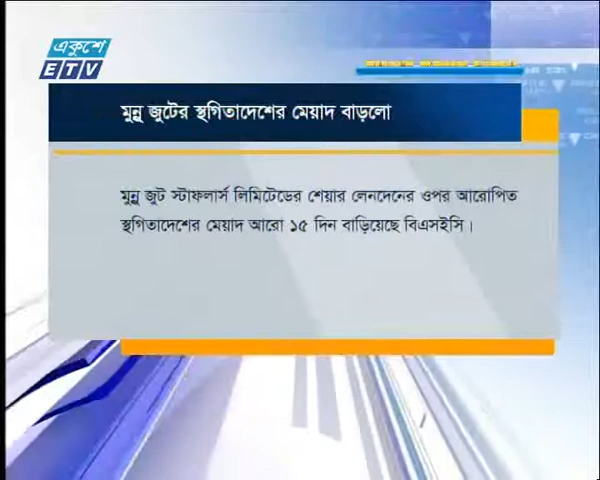 একুশে
ETV
মুন্নু জুটের স্থগিতাদেশের মেয়াদ বাড়লো
মুন্নু জুট স্টাফলার্স লিমিটেডের শেয়ার লেনদেনের ওপর আরোপিত
স্থগিতাদেশের মেয়াদ আরো ১৫ দিন বাড়িয়েছে বিএসইসি।